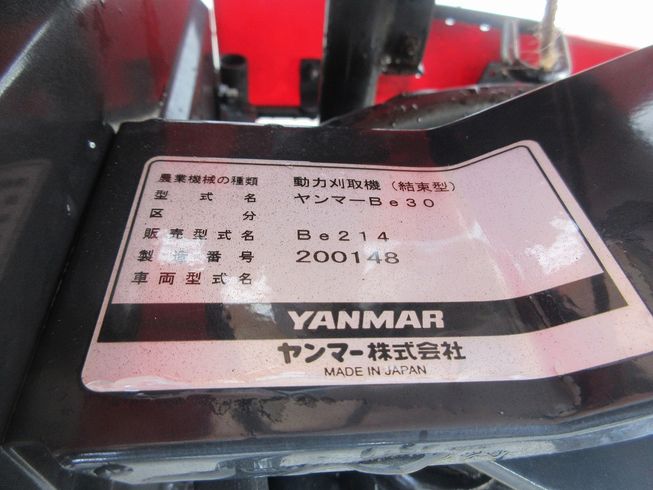 農業機械の種類 動力刈取機（結束型）
型式名 ヤンマーBe30
区分
販売型式名 Be214
製造番号 200148
車両型式名
YANMAR
ヤンマー株式会社
MADE IN JAPAN